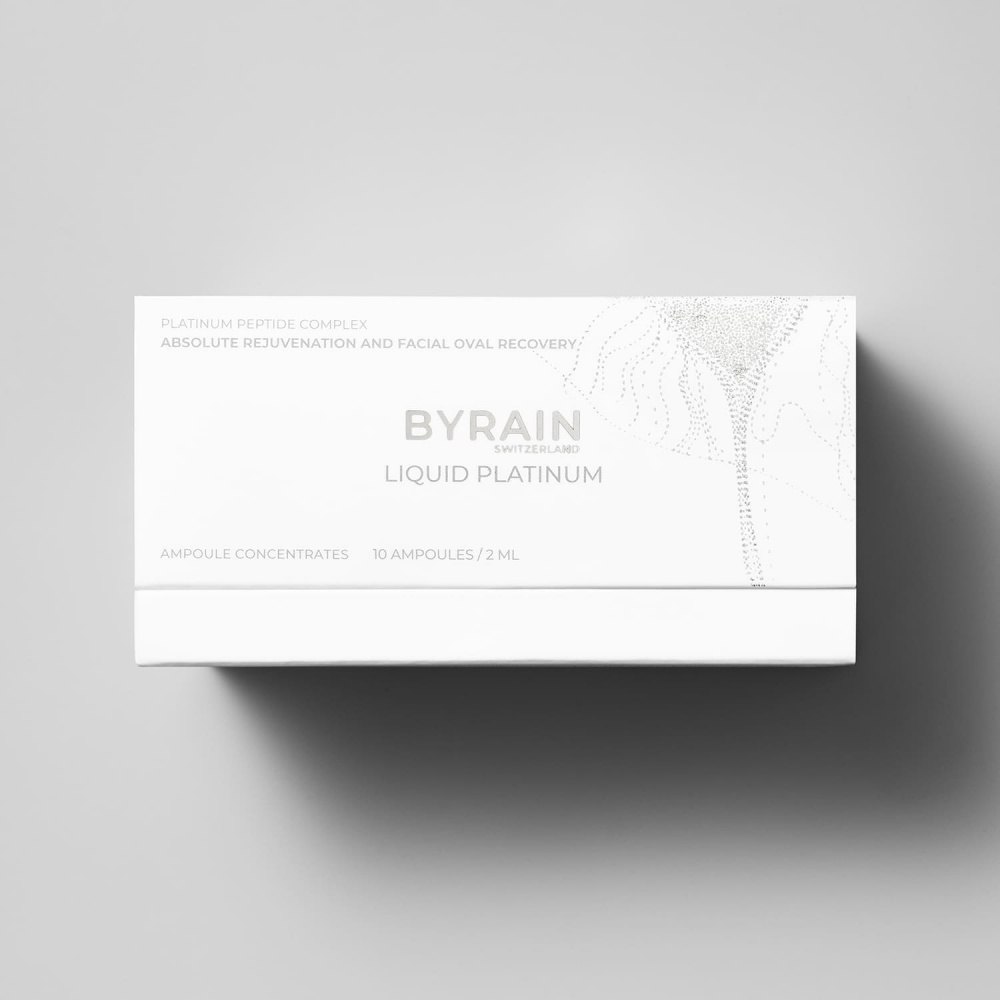 PLATINUM PEPTIDE COMPLEX
ABSOLUTE REJUVENATION AND FACIAL OVAL RECOVERY
BYRAIN
SWITZERLAND
LIQUID PLATINUM
AMPOULE CONCENTRATES 10 AMPOULES / 2 ML